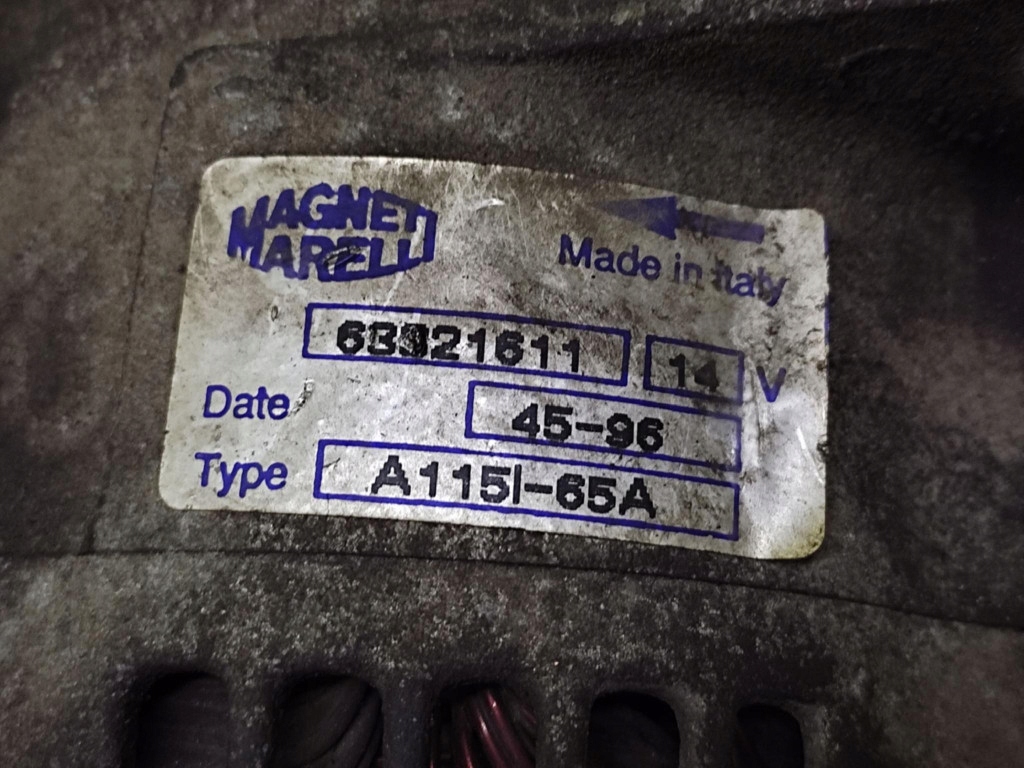 MAGNETI
MARELLI
Made in Italy
14 V
Date 45-96
Type A115I-65A